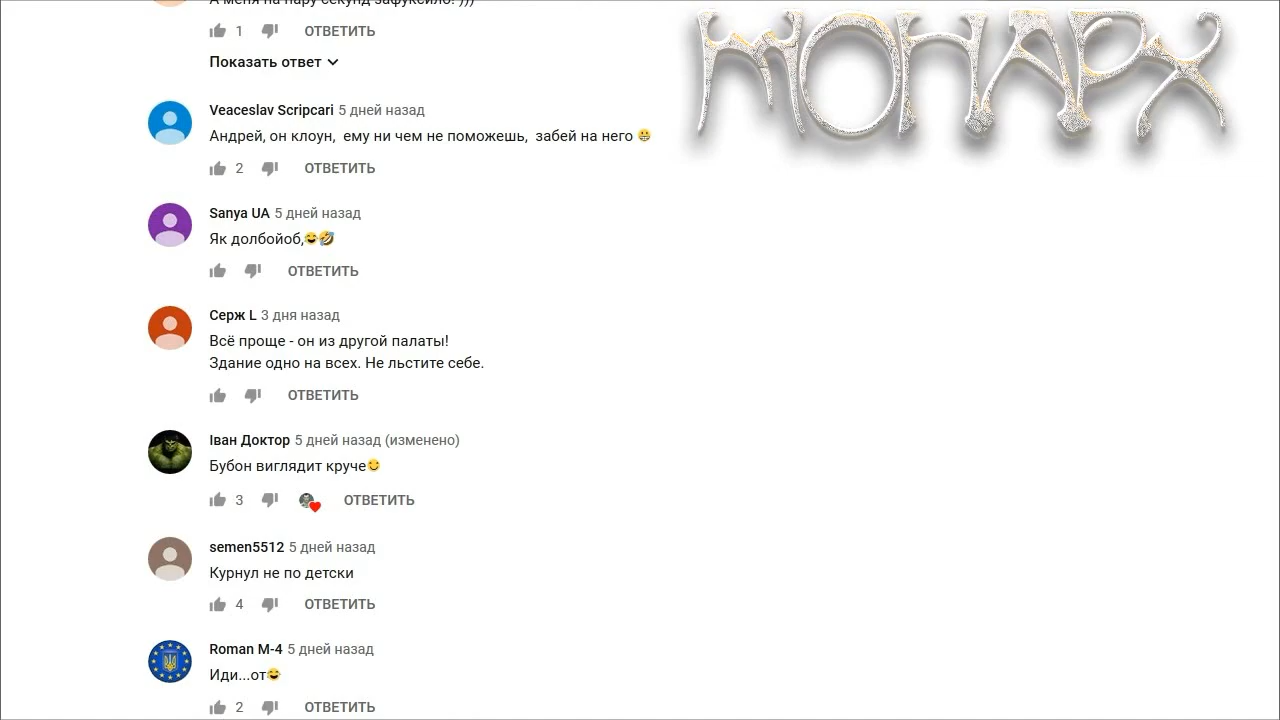 А меня на пару секунд зафуксило! )))
1 ОТВЕТИТЬ
Показать ответ
МОНАРХ
Veaceslav Scripcari 5 дней назад
Андрей, он клоун, ему ни чем не поможешь, забей на него 😁
2 ОТВЕТИТЬ
Sanya UA 5 дней назад
Як долбойоб,😂🤣
ОТВЕТИТЬ
Серж L 3 дня назад
Всё проще - он из другой палаты!
Здание одно на всех. Не льстите себе.
ОТВЕТИТЬ
Іван Доктор 5 дней назад (изменено)
Бубон виглядит круче😃
3 ОТВЕТИТЬ
semen5512 5 дней назад
Курнул не по детски
4 ОТВЕТИТЬ
Roman M-4 5 дней назад
Иди...от😂
2 ОТВЕТИТЬ